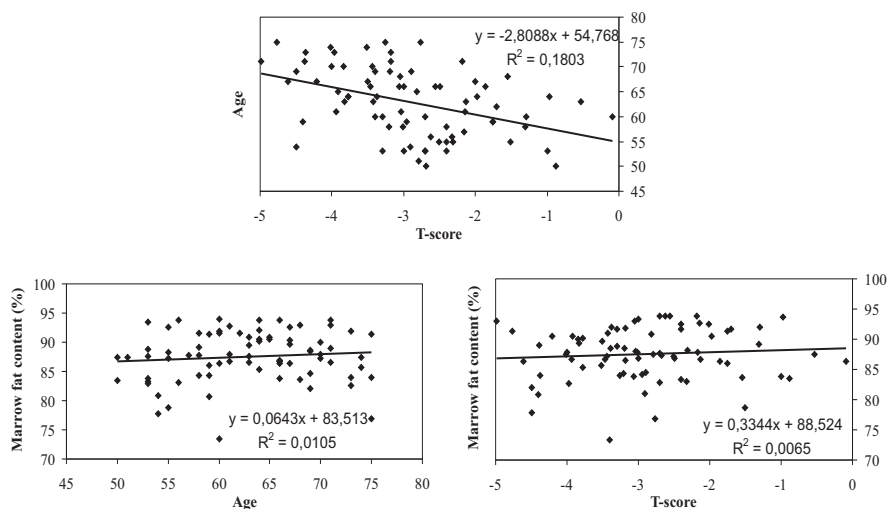 80
75
70
65
60
55
50
45
Age
y = -2,8088x + 54,768
R² = 0,1803
-5 -4 -3 -2 -1 0
T-score
100
95
90
85
80
75
70
Marrow fat content (%)
y = 0,0643x + 83,513
R² = 0,0105
45 50 55 60 65 70 75 80
Age
100
95
90
85
80
75
70
Marrow fat content (%)
y = 0,3344x + 88,524
R² = 0,0065
-5 -4 -3 -2 -1 0
T-score